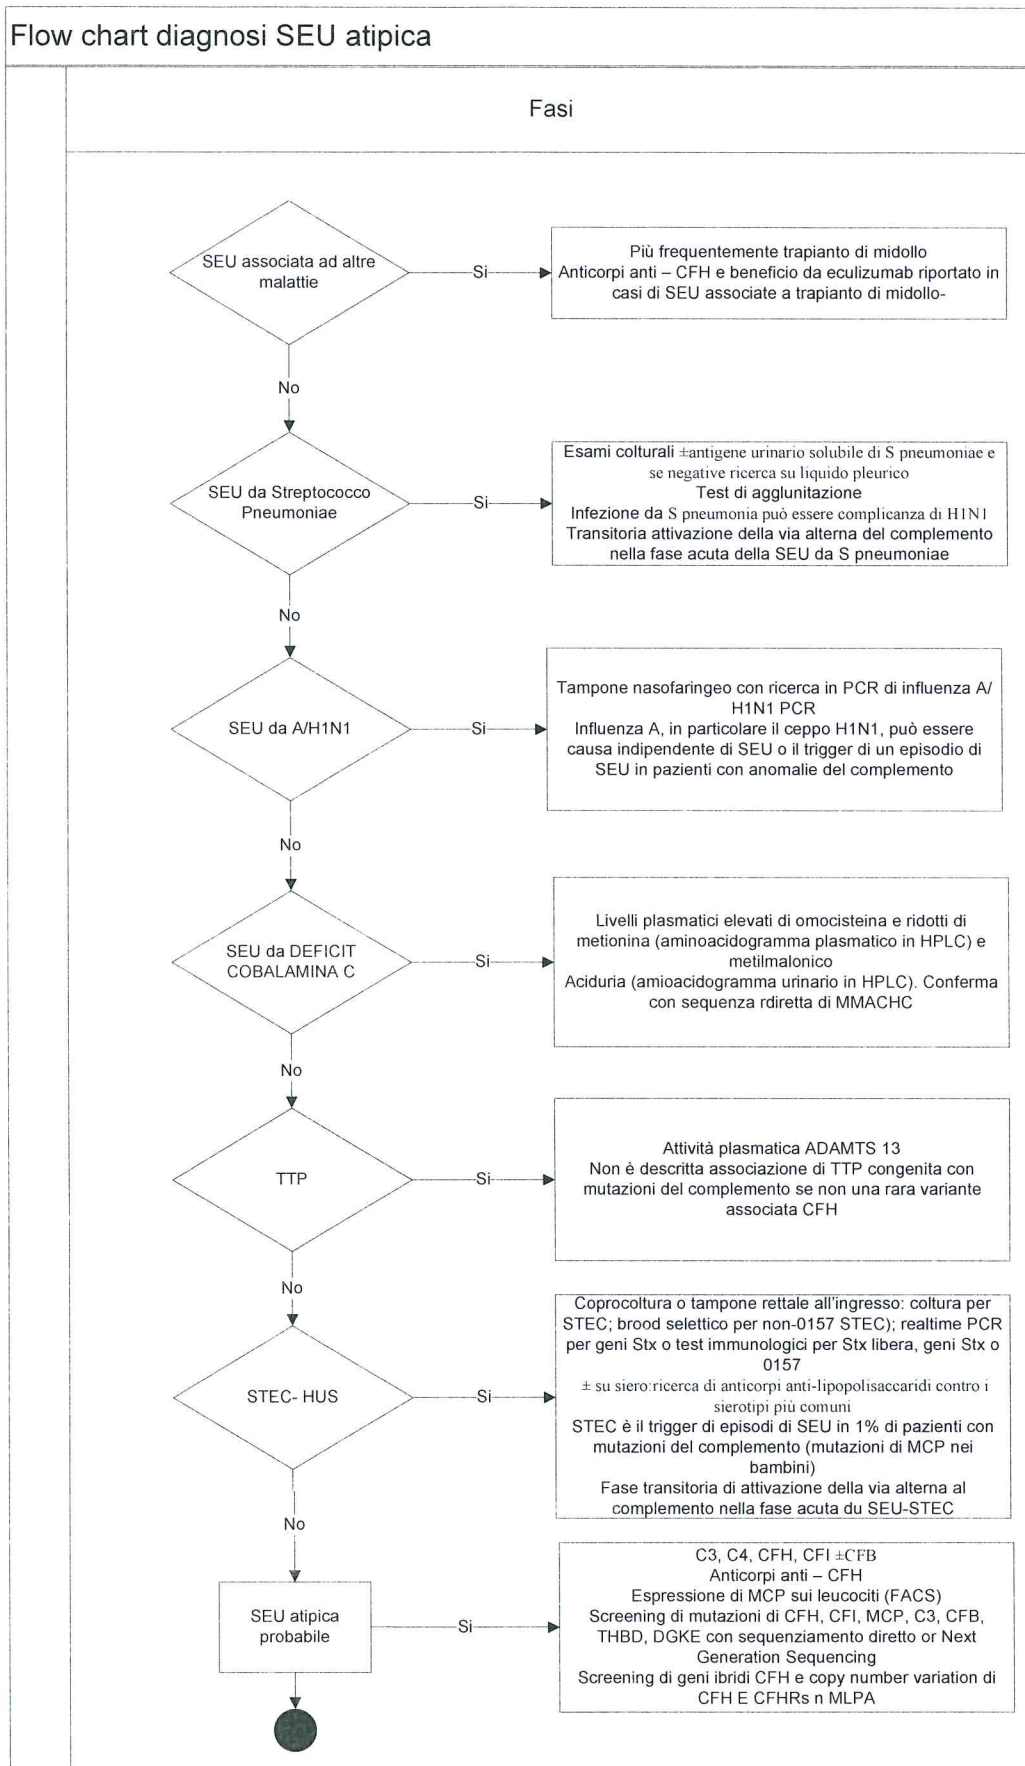 Flow chart diagnosi SEU atipica
Fasi
SEU associata ad altre
malattie
Si
Più frequentemente trapianto di midollo
Anticorpi anti – CFH e beneficio da eculizumab riportato in
casi di SEU associate a trapianto di midollo-
No
SEU da Streptococco
Pneumoniae
Si
Esami colturali ±antigene urinario solubile di S pneumoniae e
se negative ricerca su liquido pleurico
Test di agglunitazione
Infezione da S pneumonia può essere complicanza di H1N1
Transitoria attivazione della via alterna del complemento
nella fase acuta della SEU da S pneumoniae
No
SEU da A/H1N1
Si
Tampone nasofaringeo con ricerca in PCR di influenza A/
H1N1 PCR
Influenza A, in particolare il ceppo H1N1, può essere
causa indipendente di SEU o il trigger di un episodio di
SEU in pazienti con anomalie del complemento
No
SEU da DEFICIT
COBALAMINA C
Si
Livelli plasmatici elevati di omocisteina e ridotti di
metionina (aminoacidogramma plasmatico in HPLC) e
metilmalonico
Aciduria (amioacidogramma urinario in HPLC). Conferma
con sequenza rdiretta di MMACHC
No
TTP
Si
Attività plasmatica ADAMTS 13
Non è descritta associazione di TTP congenita con
mutazioni del complemento se non una rara variante
associata CFH
No
STEC- HUS
Si
Coprocoltura o tampone rettale all'ingresso: coltura per
STEC; brood selettico per non-0157 STEC); realtime PCR
per geni Stx o test immunologici per Stx libera, geni Stx o
0157
± su siero:ricerca di anticorpi anti-lipopolisaccaridi contro i
sierotipi più comuni
STEC è il trigger di episodi di SEU in 1% di pazienti con
mutazioni del complemento (mutazioni di MCP nei
bambini)
Fase transitoria di attivazione della via alterna al
complemento nella fase acuta du SEU-STEC
No
SEU atipica
probabile
Si
C3, C4, CFH, CFI ±CFB
Anticorpi anti – CFH
Espressione di MCP sui leucociti (FACS)
Screening di mutazioni di CFH, CFI, MCP, C3, CFB,
THBD, DGKE con sequenziamento diretto or Next
Generation Sequencing
Screening di geni ibridi CFH e copy number variation di
CFH E CFHRs n MLPA